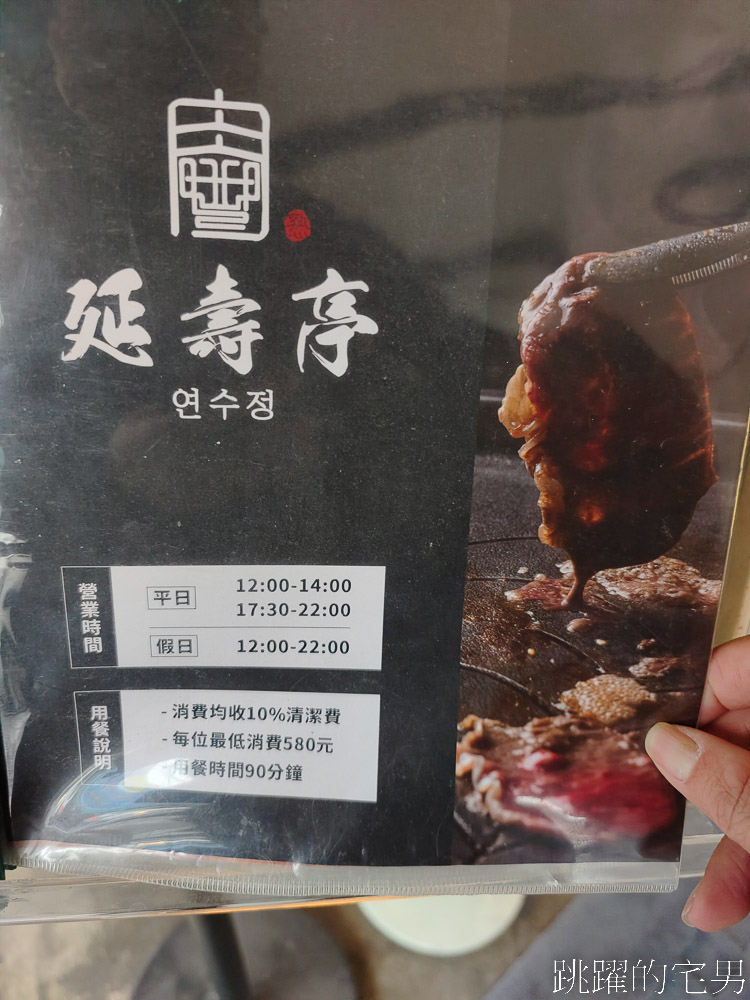 延壽亭
연수정
營業時間
平日
12:00-14:00
17:30-22:00
假日
12:00-22:00
用餐說明
- 消費均收10%清潔費
- 每位最低消費580元
- 用餐時間90分鐘
跳躍的宅男